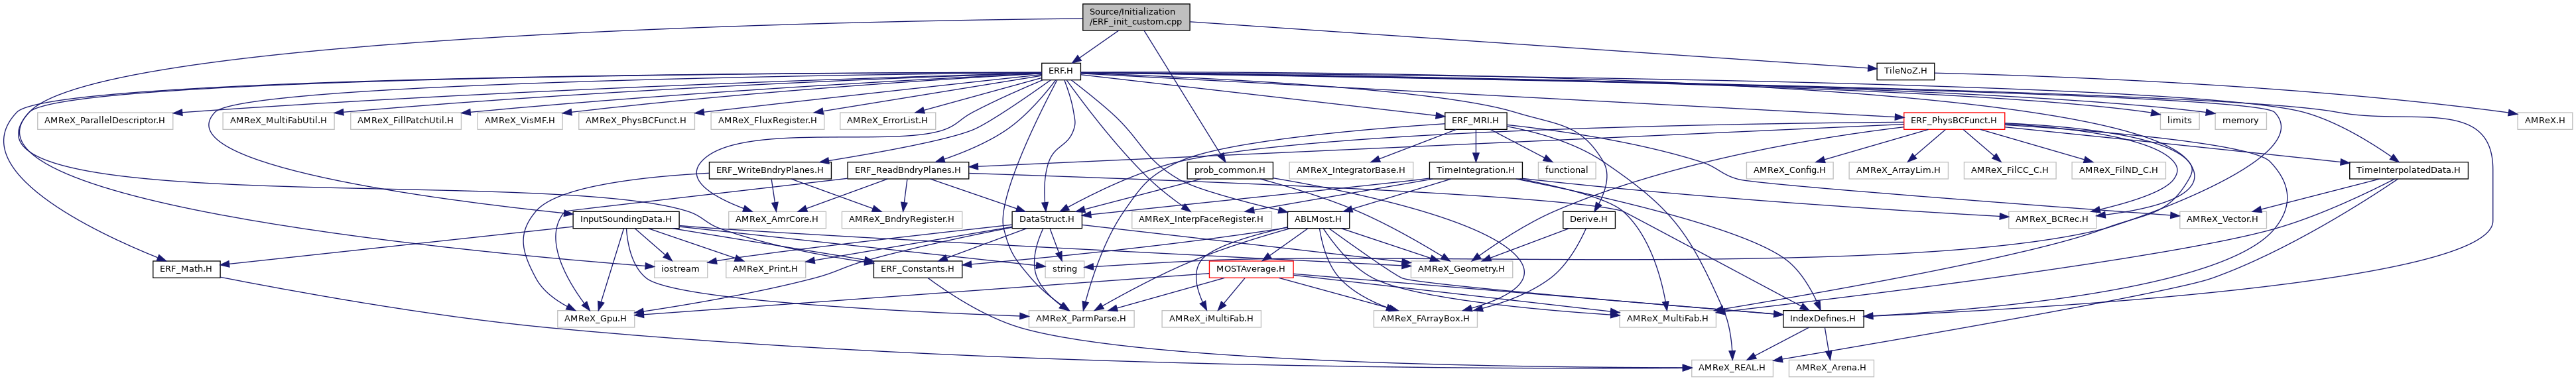 Source/Initialization
/ERF_init_custom.cpp
ERF.H
TileNoZ.H
AMReX_ParallelDescriptor.H
AMReX_MultiFabUtil.H
AMReX_FillPatchUtil.H
AMReX_VisMF.H
AMReX_PhysBCFunct.H
AMReX_FluxRegister.H
AMReX_ErrorList.H
ERF_MRI.H
ERF_PhysBCFunct.H
limits
memory
AMReX.H
ERF_WriteBndryPlanes.H
ERF_ReadBndryPlanes.H
prob_common.H
AMReX_IntegratorBase.H
TimeIntegration.H
functional
AMReX_Config.H
AMReX_ArrayLim.H
AMReX_FilCC_C.H
AMReX_FilND_C.H
TimeInterpolatedData.H
InputSoundingData.H
AMReX_AmrCore.H
AMReX_BndryRegister.H
DataStruct.H
AMReX_InterpFaceRegister.H
ABLMost.H
Derive.H
AMReX_BCRec.H
AMReX_Vector.H
ERF_Math.H
iostream
AMReX_Print.H
ERF_Constants.H
string
MOSTAverage.H
AMReX_Geometry.H
AMReX_Gpu.H
AMReX_ParmParse.H
AMReX_iMultiFab.H
AMReX_FArrayBox.H
AMReX_MultiFab.H
IndexDefines.H
AMReX_REAL.H
AMReX_Arena.H